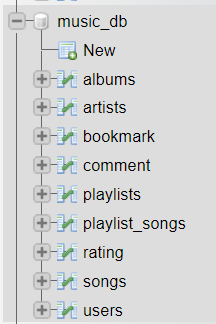 music_db
New
albums
artists
bookmark
comment
playlists
playlist_songs
rating
songs
users